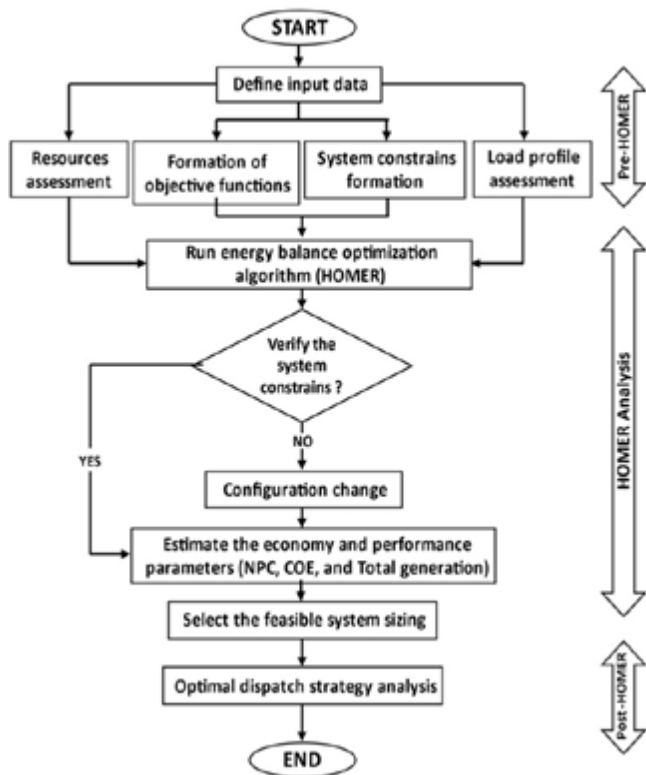 START
Define input data
Resources
assessment
Formation of
objective functions
System constrains
formation
Load profile
assessment
Pre-HOMER
Run energy balance optimization
algorithm (HOMER)
Verify the
system
constrains ?
NO
YES
HOMER Analysis
Configuration change
Estimate the economy and performance
parameters (NPC, COE, and Total generation)
Select the feasible system sizing
Optimal dispatch strategy analysis
Post-HOMER
END